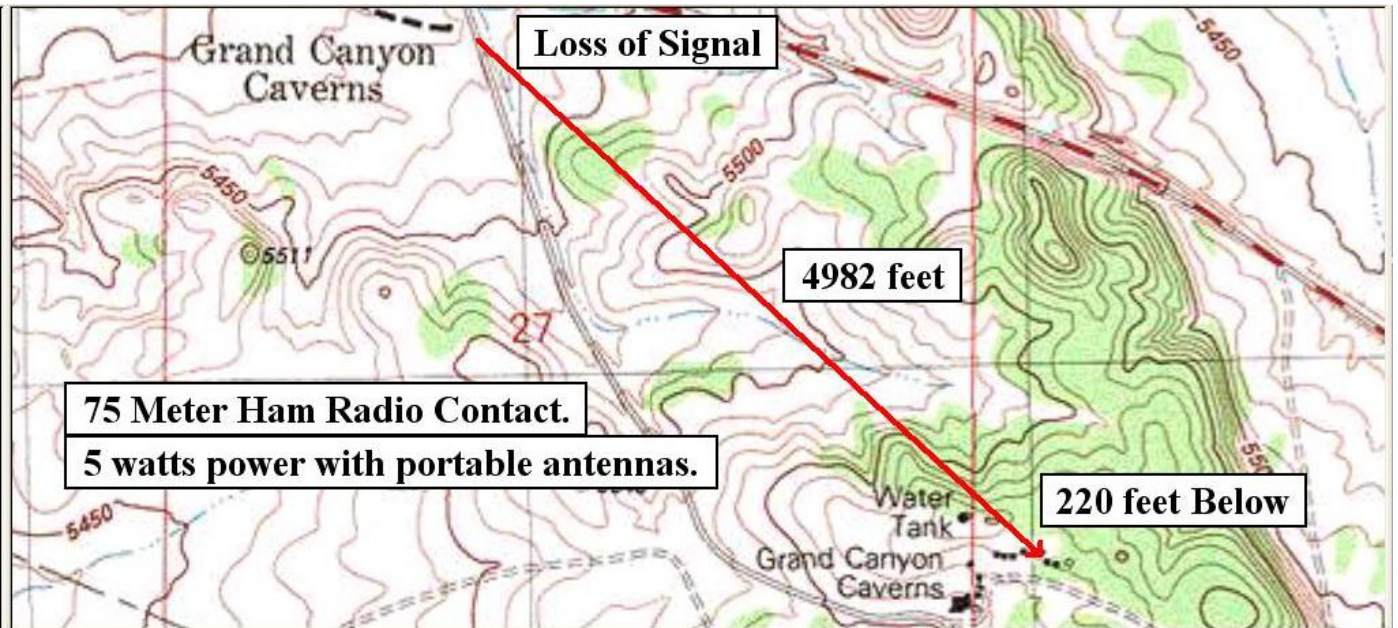 Grand Canyon
Caverns
Loss of Signal
5450
5450
5500
5511
4982 feet
27
75 Meter Ham Radio Contact.
5 watts power with portable antennas.
5450
220 feet Below
Water
Tank
Grand Canyon
Caverns